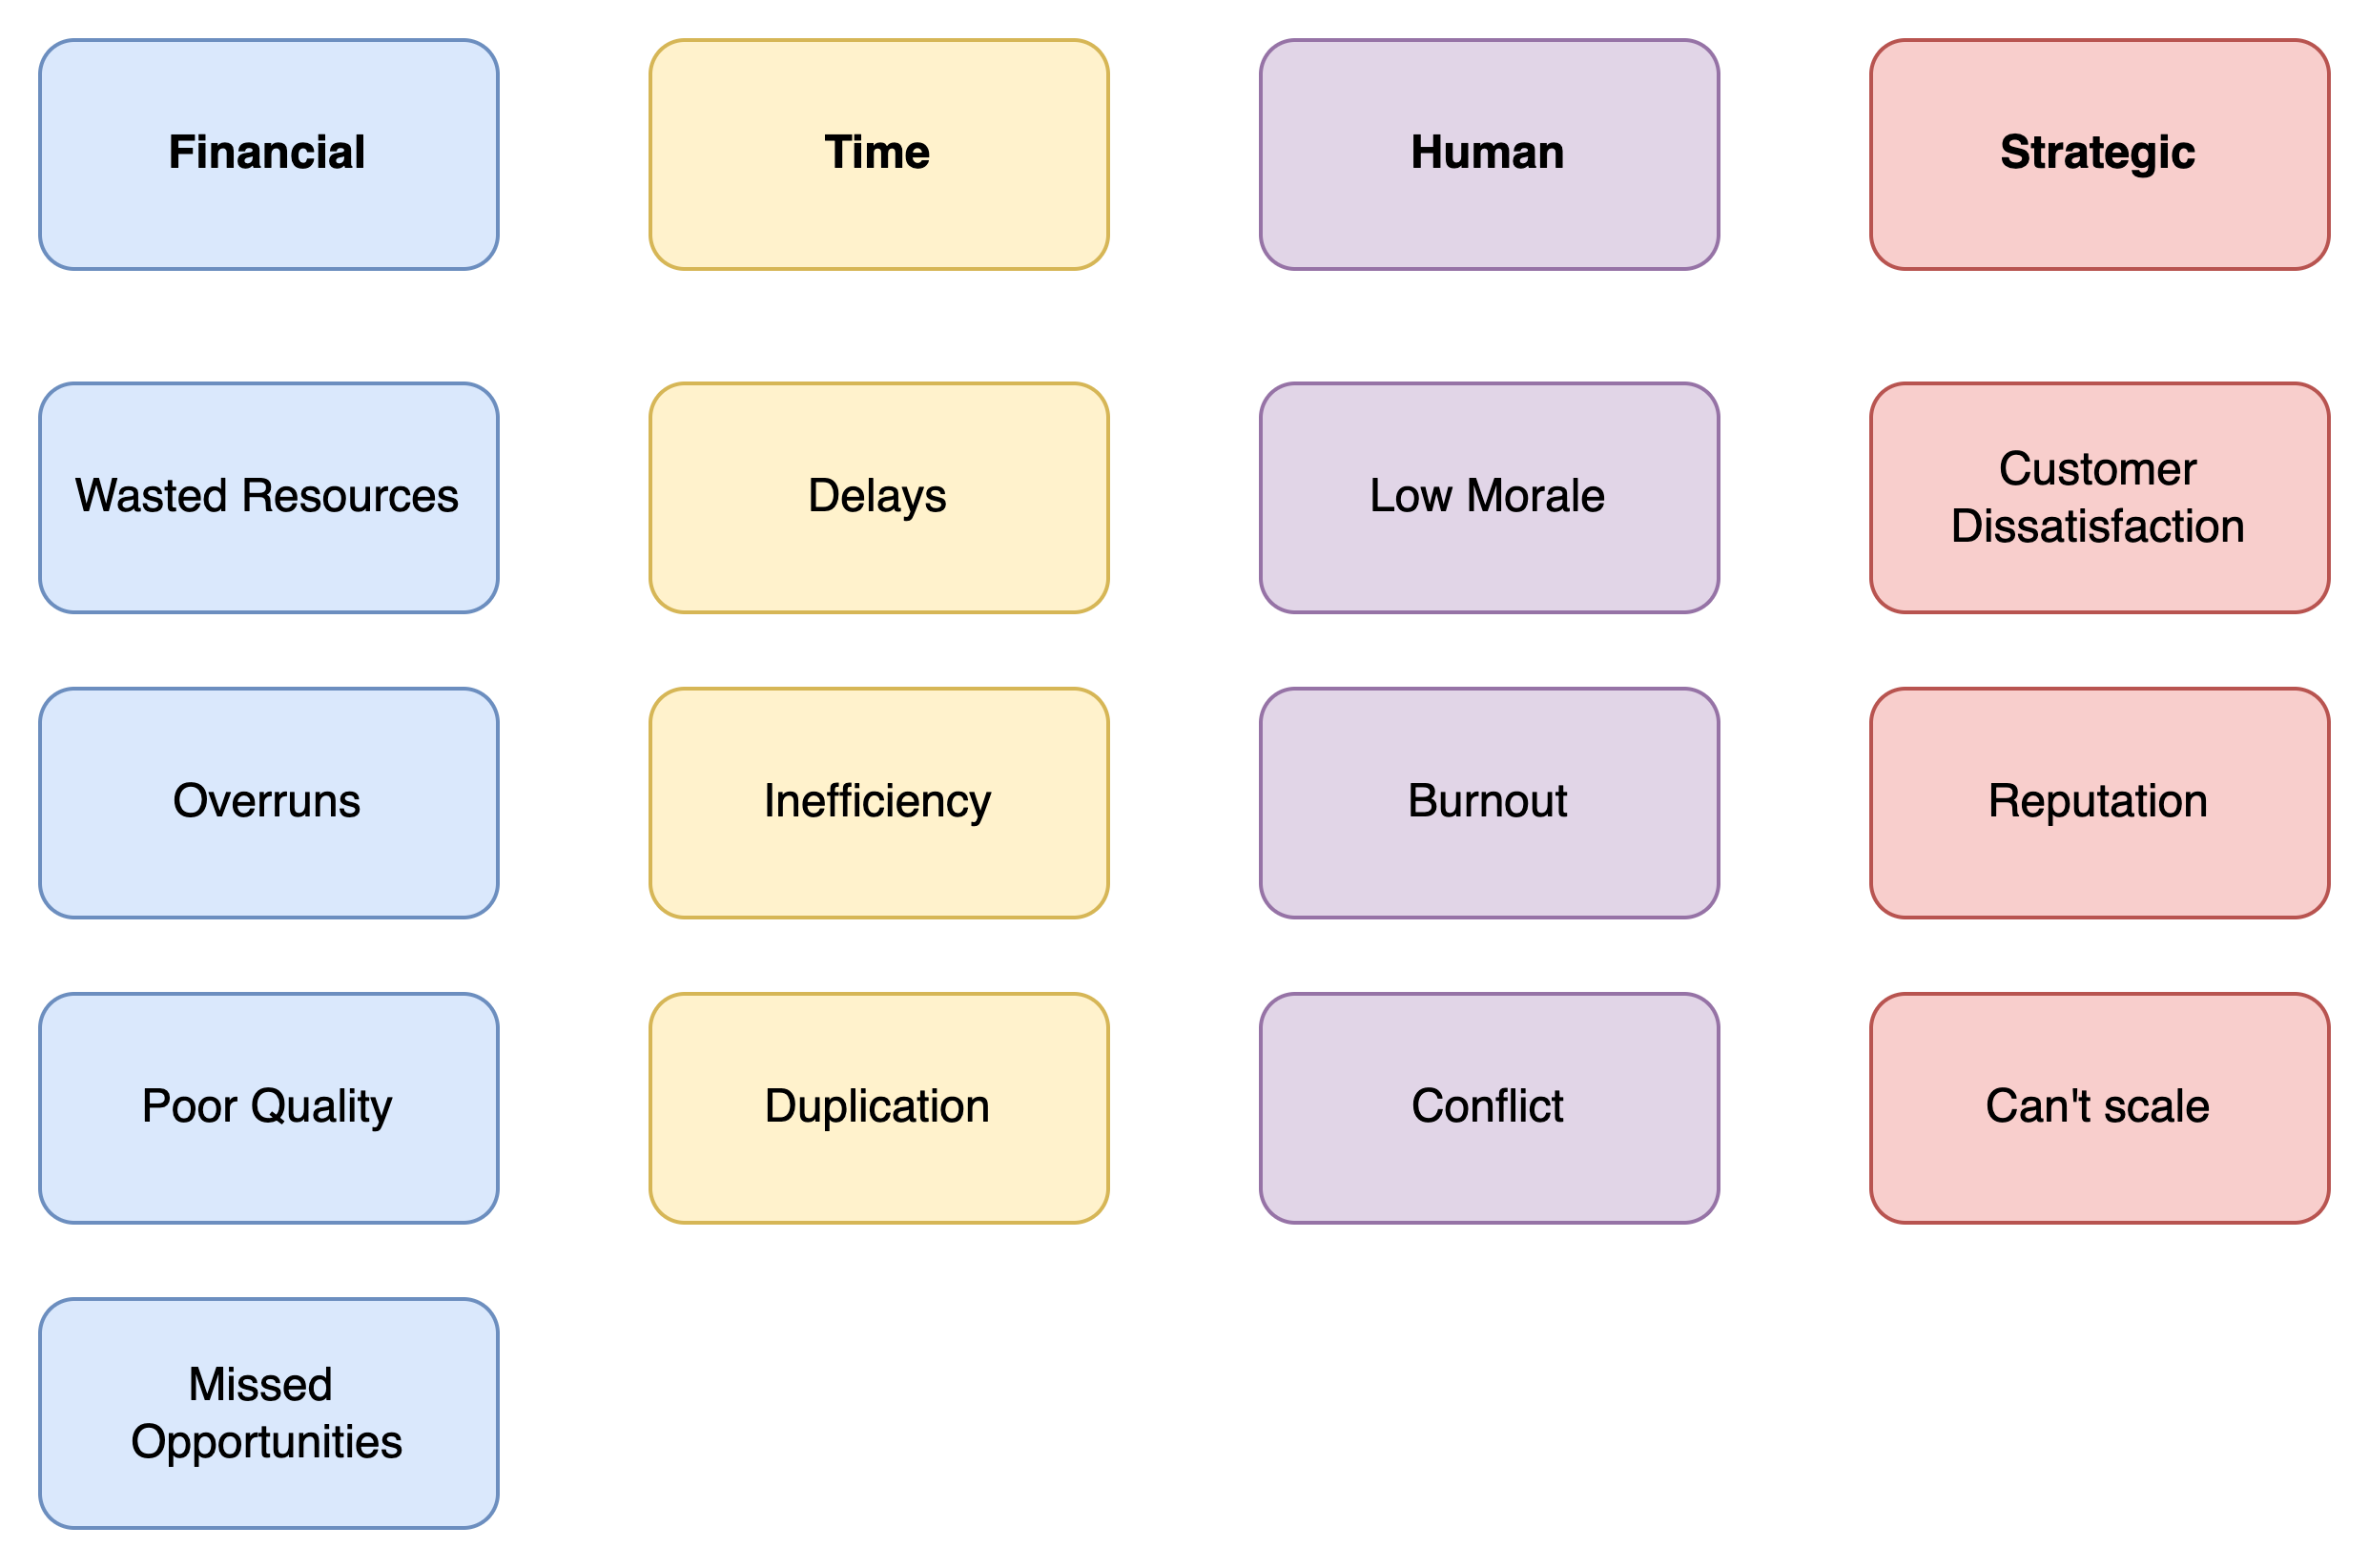 Financial
Time
Human
Strategic
Wasted Resources
Delays
Low Morale
Customer
Dissatisfaction
Overruns
Inefficiency
Burnout
Reputation
Poor Quality
Duplication
Conflict
Can't scale
Missed
Opportunities